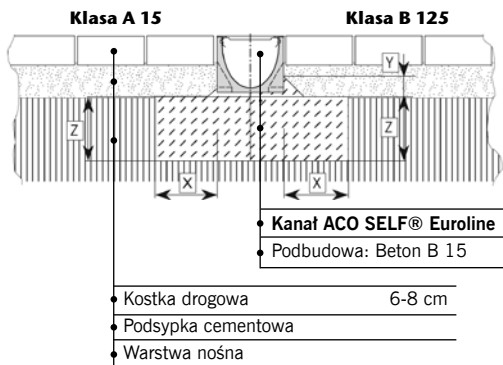 Klasa A 15 Klasa B 125
Y
Z Z
X X
Kanał ACO SELF® Euroline
Podbudowa: Beton B 15
Kostka drogowa 6-8 cm
Podsypka cementowa
Warstwa nośna